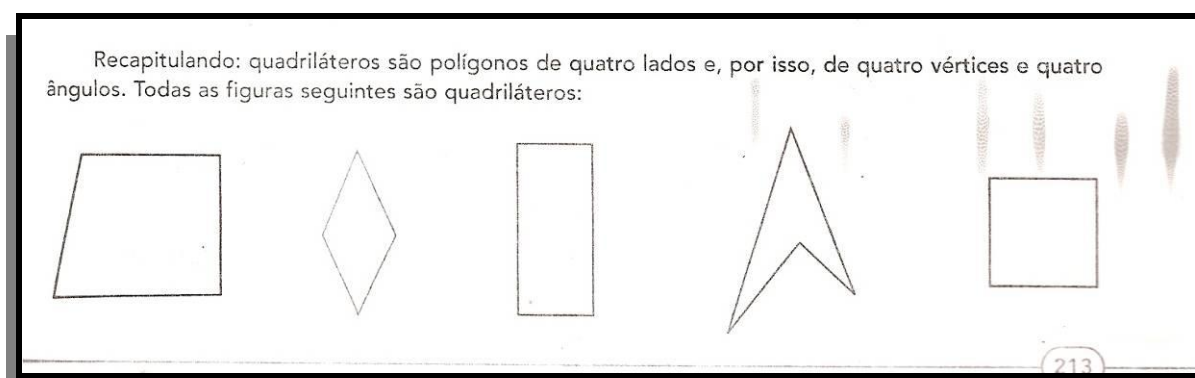 Recapitulando: quadriláteros são polígonos de quatro lados e, por isso, de quatro vértices e quatro
ângulos. Todas as figuras seguintes são quadriláteros:
213